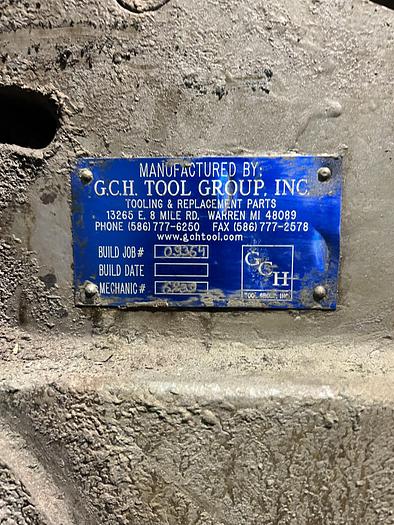 MANUFACTURED BY:
G.C.H. TOOL GROUP, INC.
TOOLING & REPLACEMENT PARTS
13265 E. 8 MILE RD. WARREN MI 48089
PHONE (586) 777-6250 FAX (586) 777-2578
www.gchtool.com
BUILD JOB#
BUILD DATE
MECHANIC#
GCH
TOOL GROUP, INC.